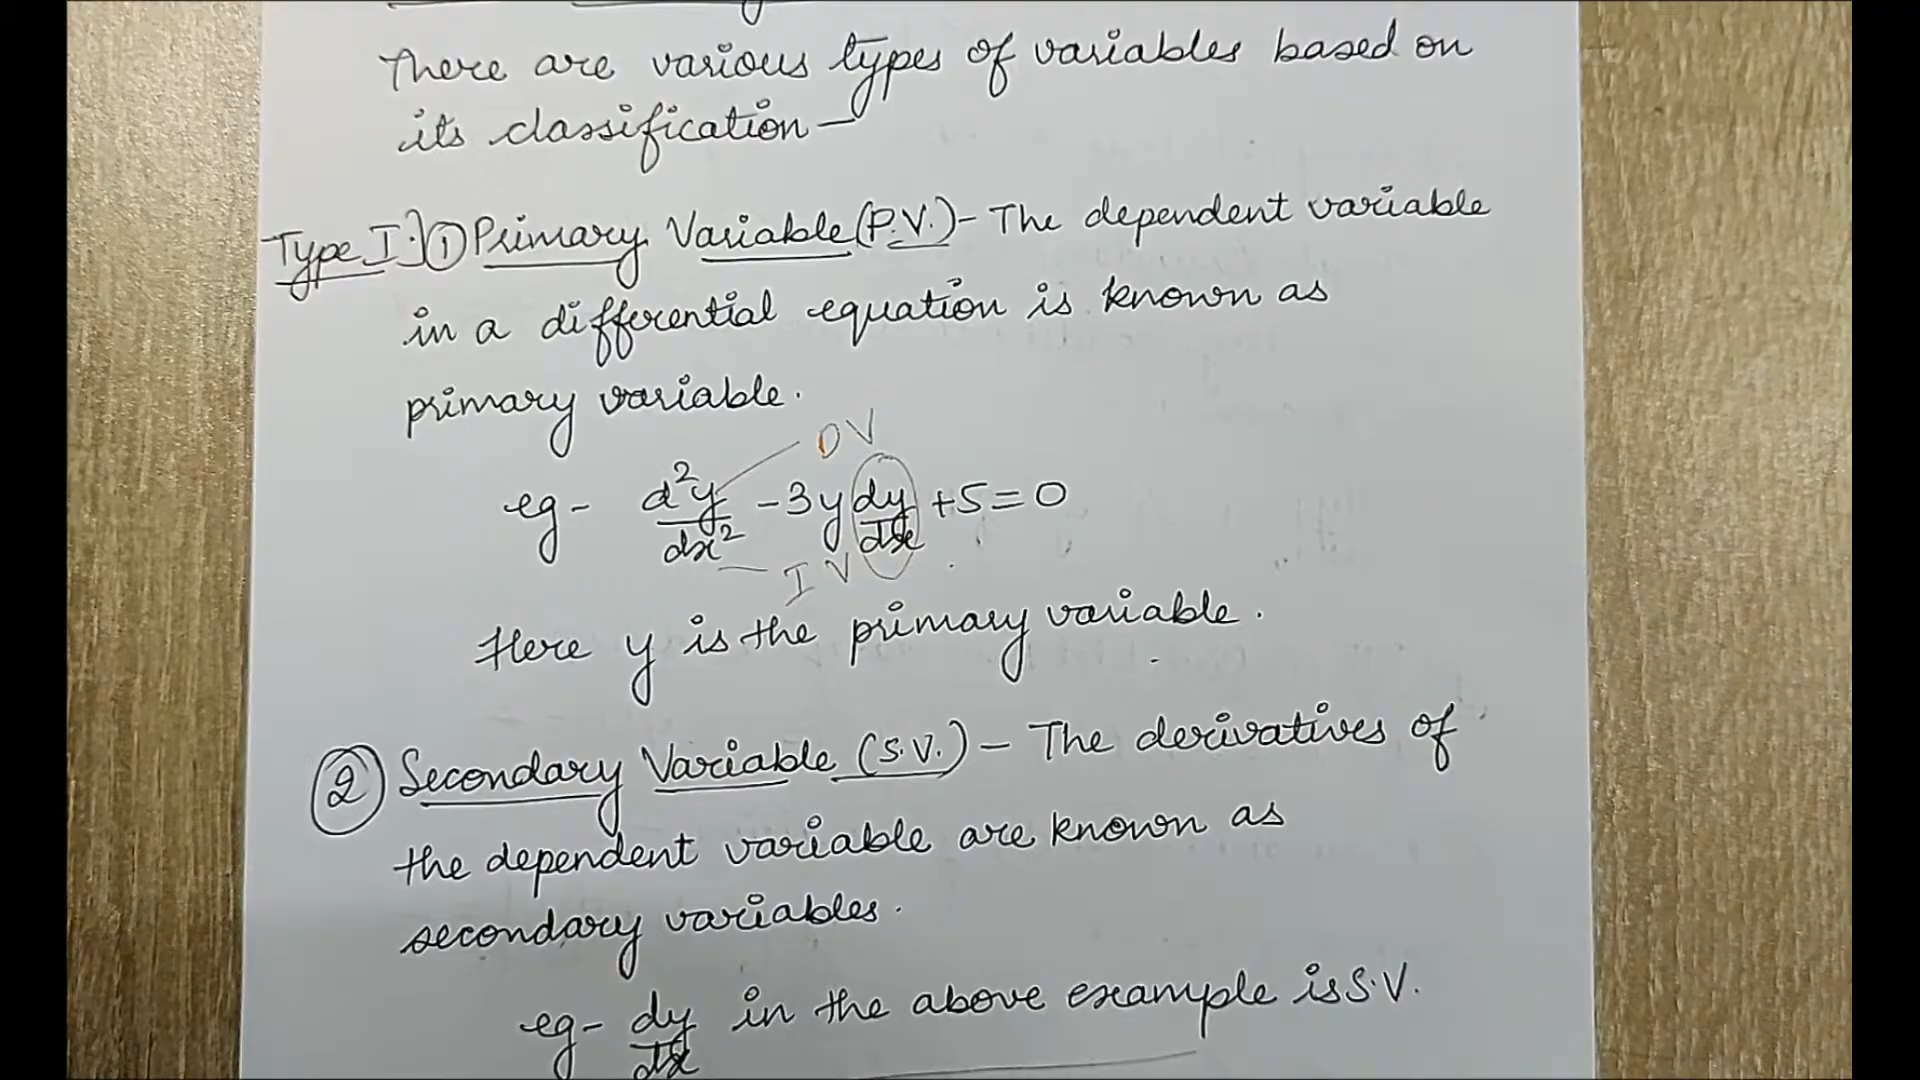 There are various types of variables based on
its classification –
Type I.] ① Primary Variable (P.V.) – The dependent variable
in a differential equation is known as
primary variable.
DV
eg – d²y/dx² – 3y dy/dx + 5 = 0
IV
Here y is the primary variable.
② Secondary Variable (S.V.) – The derivatives of
the dependent variable are known as
secondary variables.
eg – dy/dx in the above example is S.V.